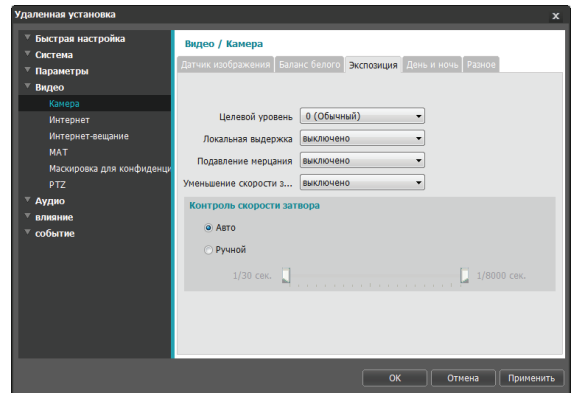 Удаленная установка x
Быстрая настройка
Система
Параметры
Видео
Камера
Интернет
Интернет-вещание
MAT
Маскировка для конфиденци
PTZ
Аудио
влияние
событие
Видео / Камера
Датчик изображения Баланс белого Экспозиция День и ночь Разное
Целевой уровень 0 (Обычный)
Локальная выдержка выключено
Подавление мерцания выключено
Уменьшение скорости з... выключено
Контроль скорости затвора
Авто
Ручной
1/30 сек. 1/8000 сек.
OK Отмена Применить